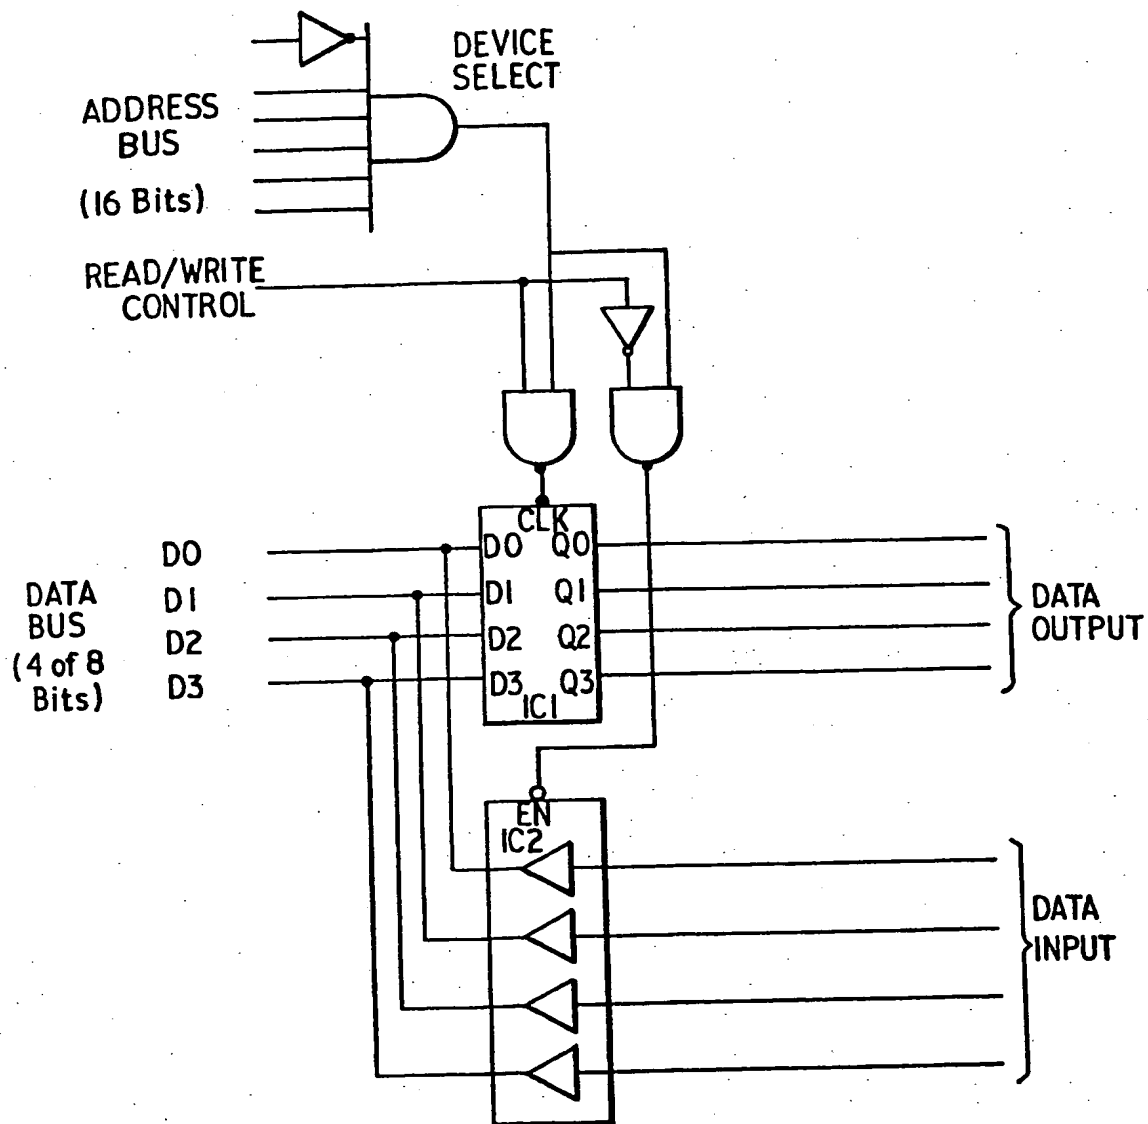 DEVICE
SELECT
ADDRESS
BUS
(16 Bits)
READ/WRITE
CONTROL
CLK
D0
D0
Q0
D1
D1
Q1
D2
D2
Q2
D3
D3
Q3
IC1
DATA
BUS
(4 of 8
Bits)
DATA
OUTPUT
EN
IC2
DATA
INPUT